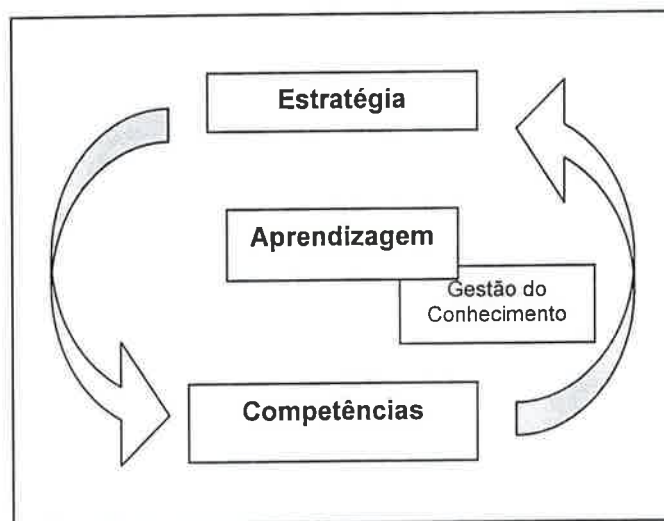 Estratégia
Aprendizagem
Gestão do
Conhecimento
Competências